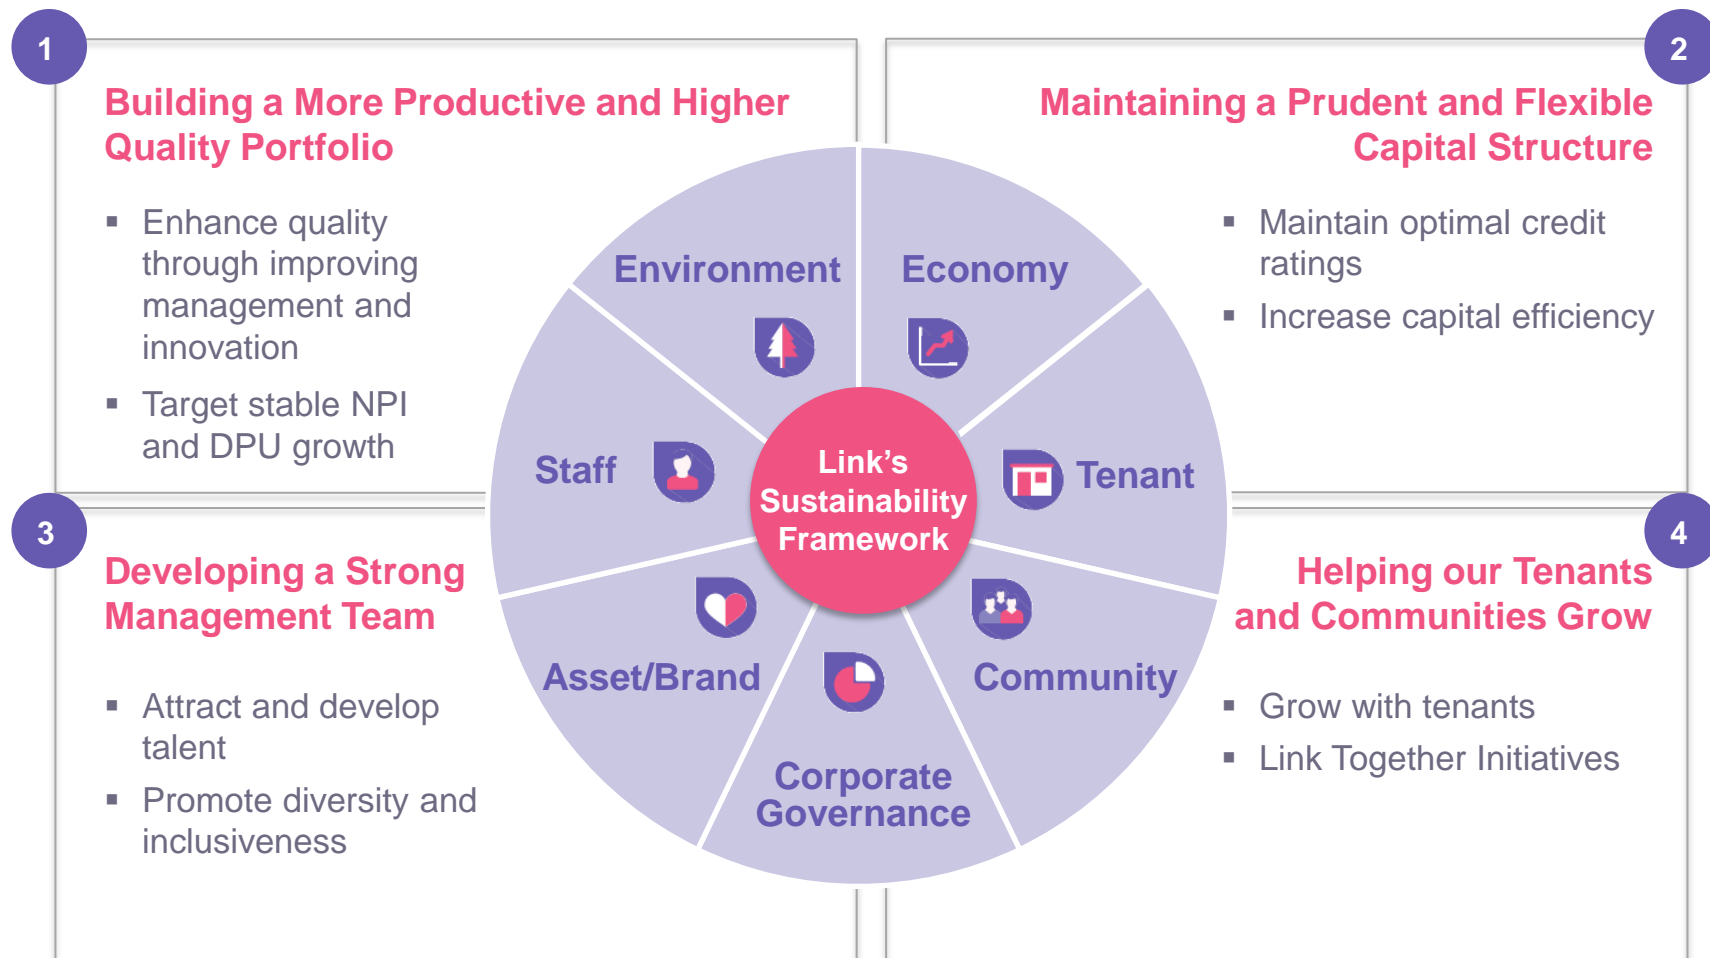 1
Building a More Productive and Higher
Quality Portfolio
▪ Enhance quality
through improving
management and
innovation
▪ Target stable NPI
and DPU growth
2
Maintaining a Prudent and Flexible
Capital Structure
▪ Maintain optimal credit
ratings
▪ Increase capital efficiency
Environment
Economy
Staff
Tenant
Link’s
Sustainability
Framework
Asset/Brand
Community
Corporate
Governance
3
Developing a Strong
Management Team
▪ Attract and develop
talent
▪ Promote diversity and
inclusiveness
4
Helping our Tenants
and Communities Grow
▪ Grow with tenants
▪ Link Together Initiatives